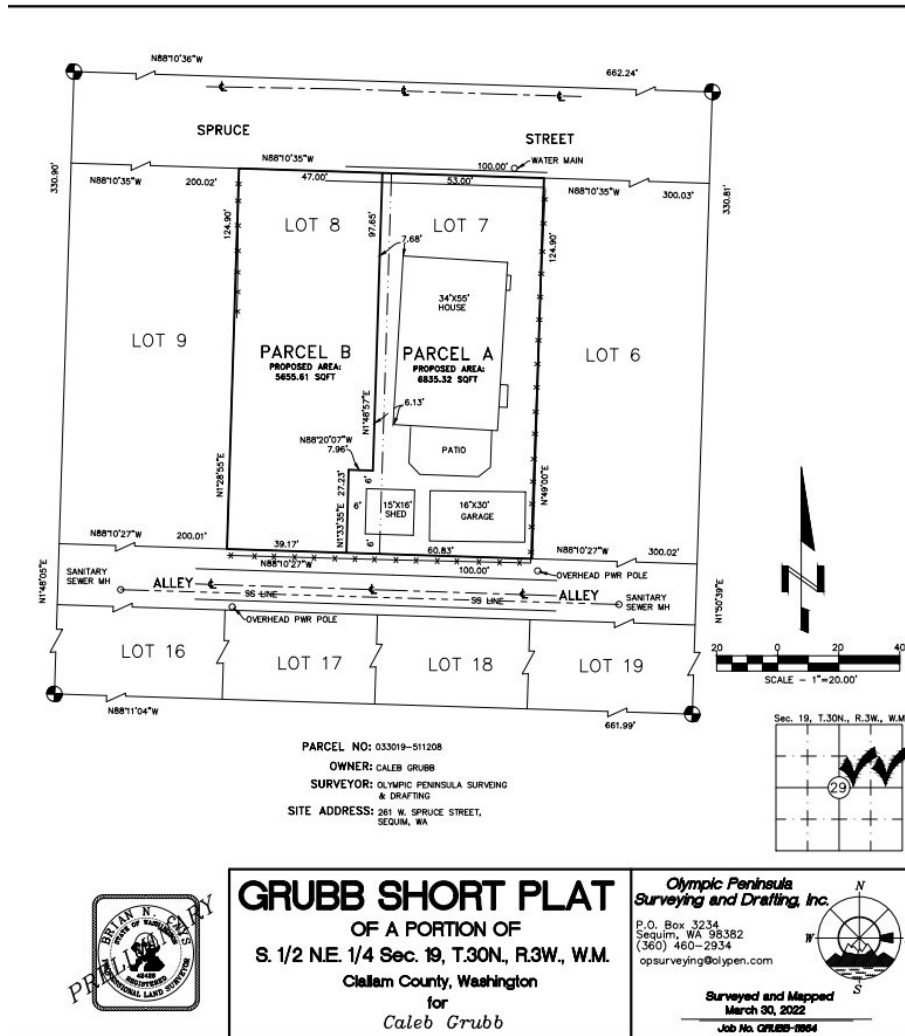 N88°10'36"W
662.24'
SPRUCE STREET
N88°10'35"W
100.00'
WATER MAIN
330.90'
N88°10'35"W
200.02'
47.00'
53.00'
N88°10'35"W
300.03'
330.81'
124.90'
LOT 8
97.65'
LOT 7
124.90'
7.68'
34'X55'
HOUSE
LOT 9
PARCEL B
PROPOSED AREA:
5655.61 SQFT
PARCEL A
PROPOSED AREA:
6835.32 SQFT
LOT 6
N1°48'57"E
6.13'
N88°20'07"W
7.96'
PATIO
N1°28'55"E
27.23'
N1°33'35"E
6'
6'
6'
15'X16'
SHED
16'X30'
GARAGE
N°49'00"E
N88°10'27"W
200.01'
39.17'
60.83'
N88°10'27"W
300.02'
N88°10'27"W
100.00'
OVERHEAD PWR POLE
N1°48'05"E
SANITARY
SEWER MH
ALLEY
SS LINE
SS LINE
ALLEY
SANITARY
SEWER MH
N1°50'39"E
OVERHEAD PWR POLE
LOT 16
LOT 17
LOT 18
LOT 19
N88°11'04"W
661.99'
N
20 0 20 40
SCALE - 1"=20.00'
Sec. 19, T.30N., R.3W., W.M
29
PARCEL NO: 033019-511208
OWNER: CALEB GRUBB
SURVEYOR: OLYMPIC PENINSULA SURVEING
& DRAFTING
SITE ADDRESS: 261 W. SPRUCE STREET,
SEQUIM, WA
PRELIMINARY
BRIAN N. CAYS
STATE OF WASHINGTON
42426
REGISTERED
PROFESSIONAL LAND SURVEYOR
GRUBB SHORT PLAT
OF A PORTION OF
S. 1/2 N.E. 1/4 Sec. 19, T.30N., R.3W., W.M.
Clallam County, Washington
for
Caleb Grubb
Olympic Peninsula
Surveying and Drafting, Inc.
P.O. Box 3234
Sequim, WA 98382
(360) 460-2934
opsurveying@olypen.com
N
W
S
Surveyed and Mapped
March 30, 2022
Job No. GRUBB-11664